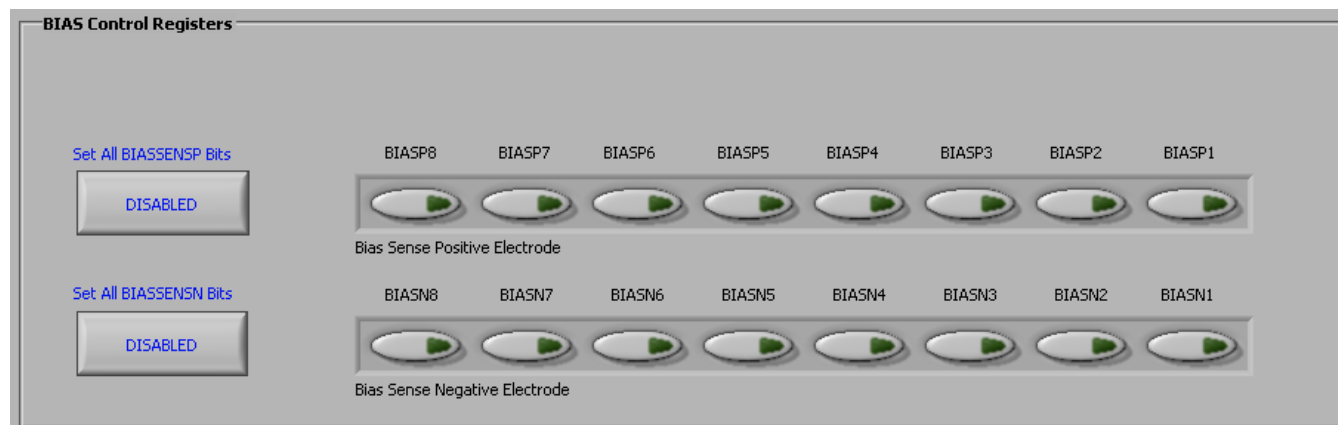 BIAS Control Registers
Set All BIASSENSP Bits
BIASP8 BIASP7 BIASP6 BIASP5 BIASP4 BIASP3 BIASP2 BIASP1
DISABLED
Bias Sense Positive Electrode
Set All BIASSENSN Bits
BIASN8 BIASN7 BIASN6 BIASN5 BIASN4 BIASN3 BIASN2 BIASN1
DISABLED
Bias Sense Negative Electrode